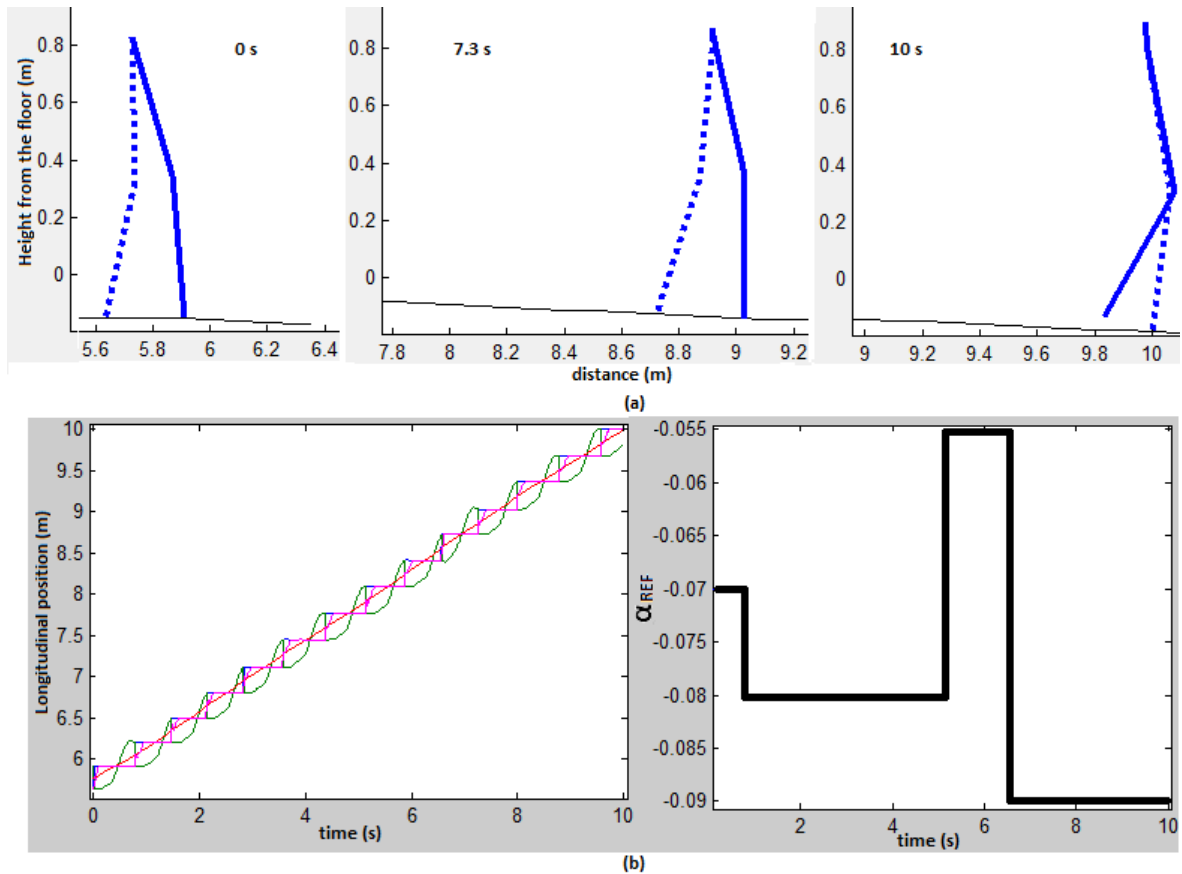 0 s
7.3 s
10 s
Height from the floor (m)
0.8
0.6
0.4
0.2
0
5.6 5.8 6 6.2 6.4
0.8
0.6
0.4
0.2
0
7.8 8 8.2 8.4 8.6 8.8 9 9.2
0.8
0.6
0.4
0.2
0
9 9.2 9.4 9.6 9.8 10
distance (m)
(a)
Longitudinal position (m)
10
9.5
9
8.5
8
7.5
7
6.5
6
0 2 4 6 8 10
time (s)
αREF
-0.055
-0.06
-0.065
-0.07
-0.075
-0.08
-0.085
-0.09
2 4 6 8 10
time (s)
(b)